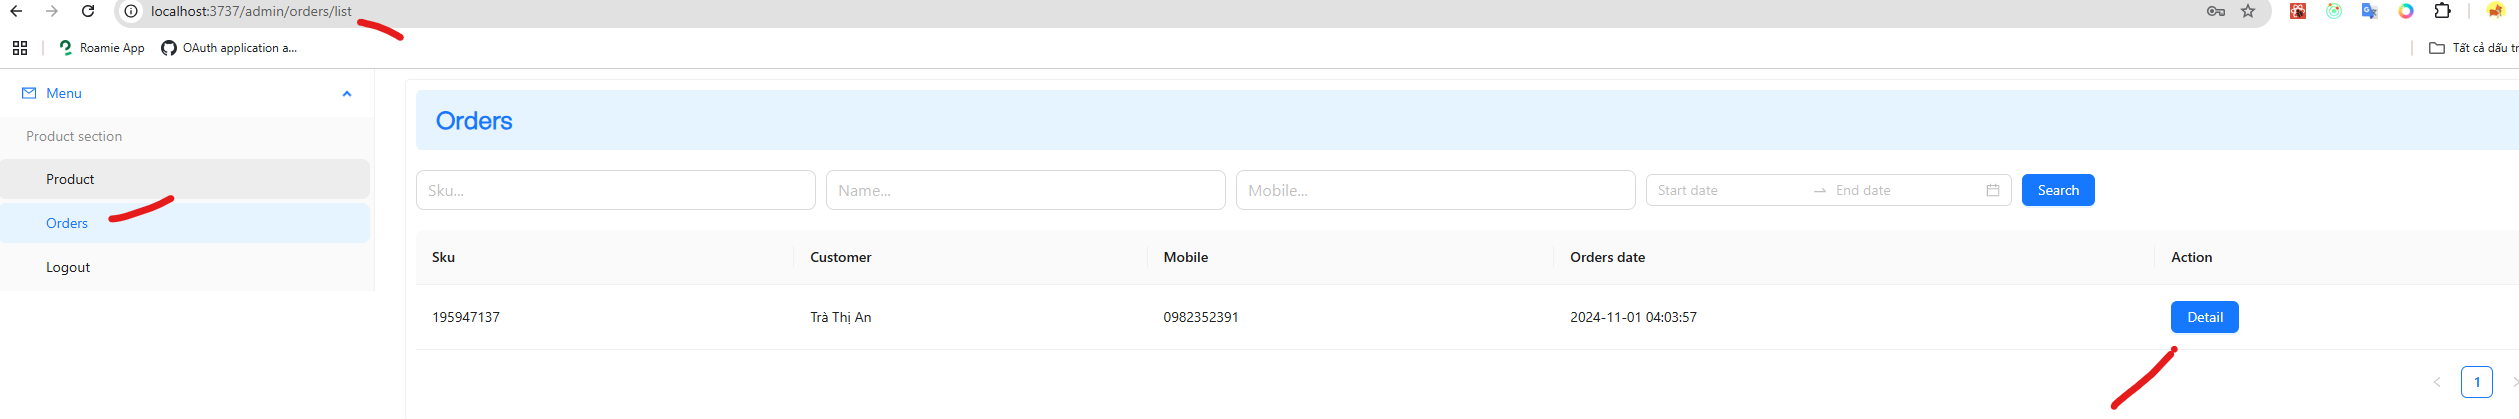 localhost:3737/admin/orders/list
Roamie App OAuth application a...
Tất cả dấu tr
Menu
Product section
Product
Orders
Logout
Orders
Sku... Name... Mobile... Start date End date Search
Sku Customer Mobile Orders date Action
195947137 Trà Thị An 0982352391 2024-11-01 04:03:57 Detail
1